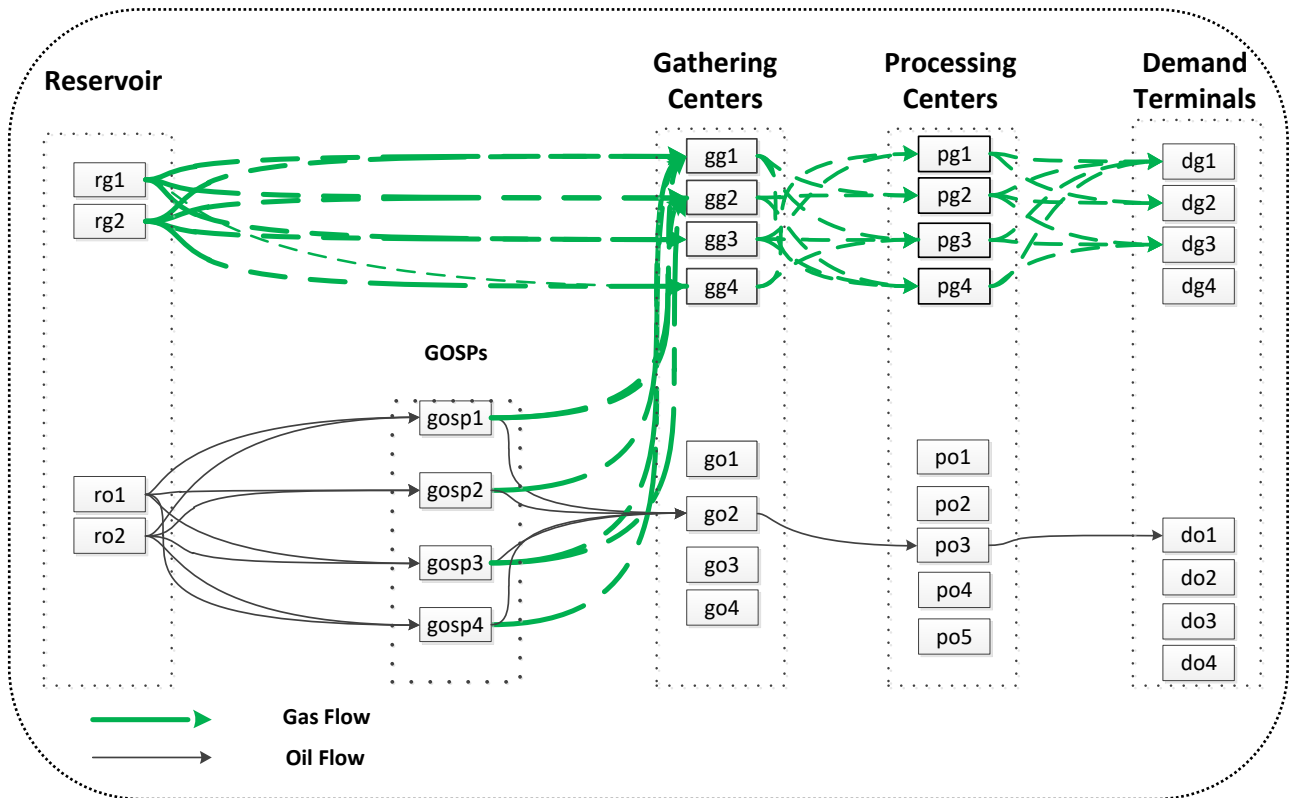 Reservoir
Gathering
Centers
Processing
Centers
Demand
Terminals
rg1
rg2
gg1
gg2
gg3
gg4
pg1
pg2
pg3
pg4
dg1
dg2
dg3
dg4
GOSPs
gosp1
gosp2
gosp3
gosp4
ro1
ro2
go1
go2
go3
go4
po1
po2
po3
po4
po5
do1
do2
do3
do4
Gas Flow
Oil Flow